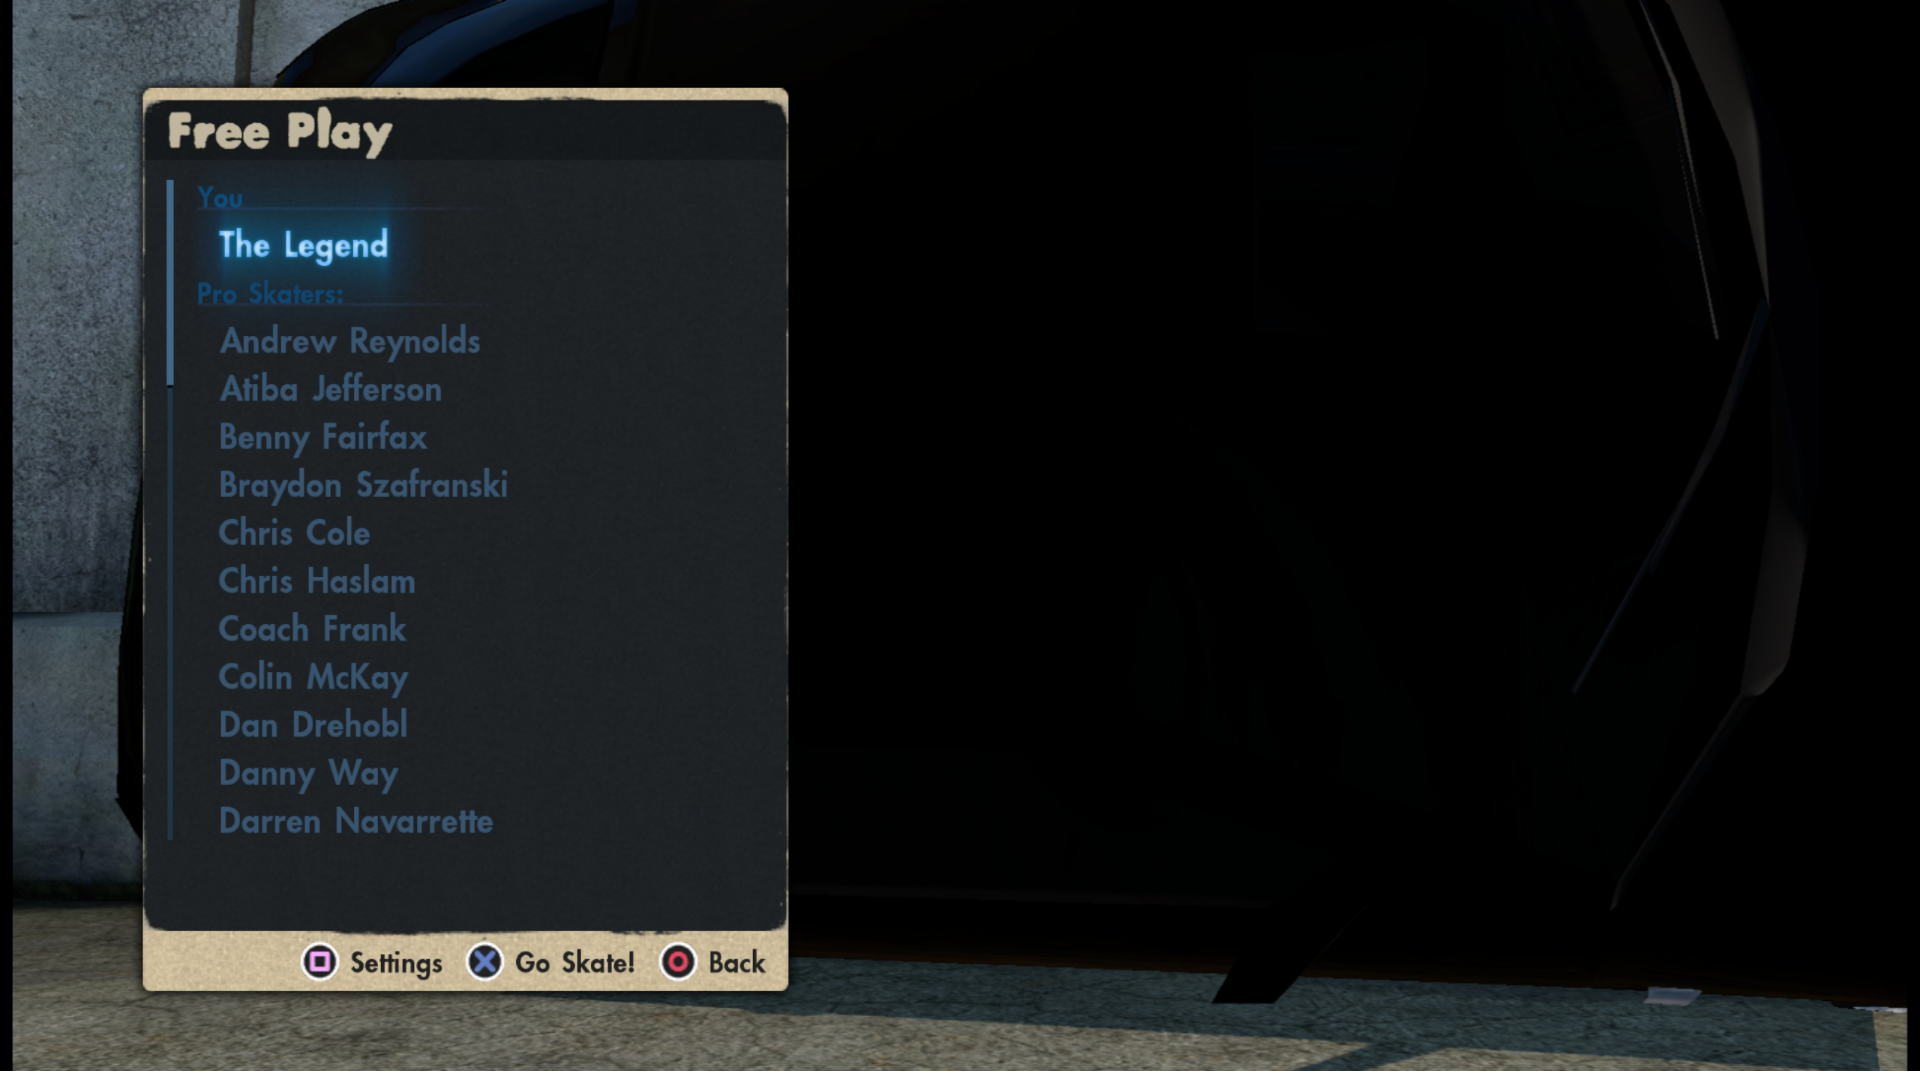 Free Play
You
The Legend
Pro Skaters:
Andrew Reynolds
Atiba Jefferson
Benny Fairfax
Braydon Szafranski
Chris Cole
Chris Haslam
Coach Frank
Colin McKay
Dan Drehobl
Danny Way
Darren Navarrette
Settings Go Skate! Back